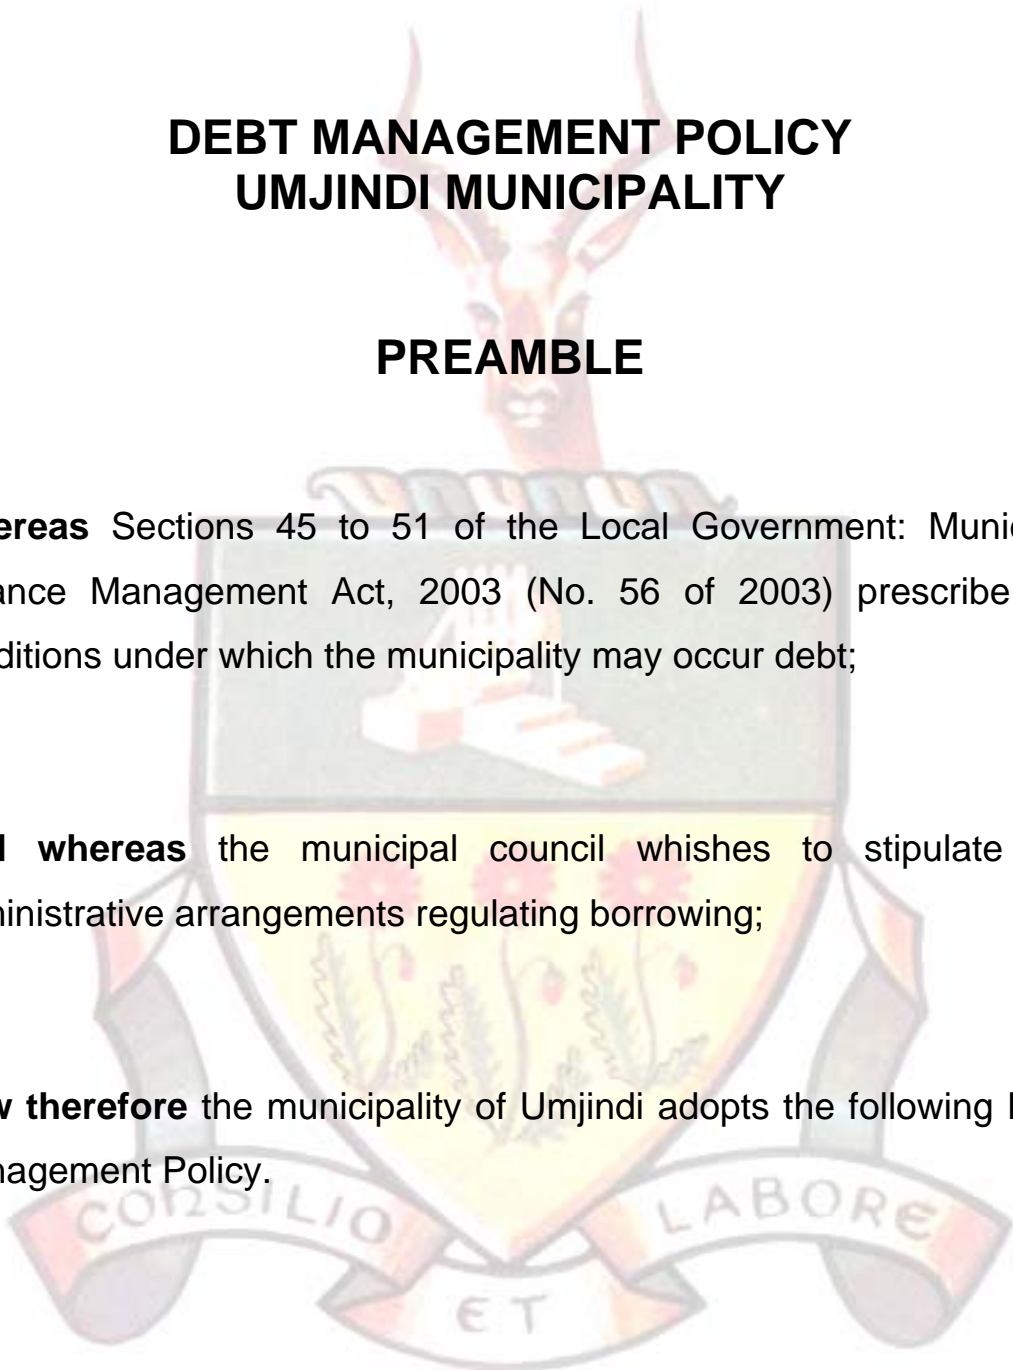 DEBT MANAGEMENT POLICY
UMJINDI MUNICIPALITY
PREAMBLE
ereas Sections 45 to 51 of the Local Government: Munic
ance Management Act, 2003 (No. 56 of 2003) prescribe
ditions under which the municipality may occur debt;
whereas the municipal council whishes to stipulate
ministrative arrangements regulating borrowing;
w therefore the municipality of Umjindi adopts the following
nagement Policy.
CONSILIO
LABORE
ET